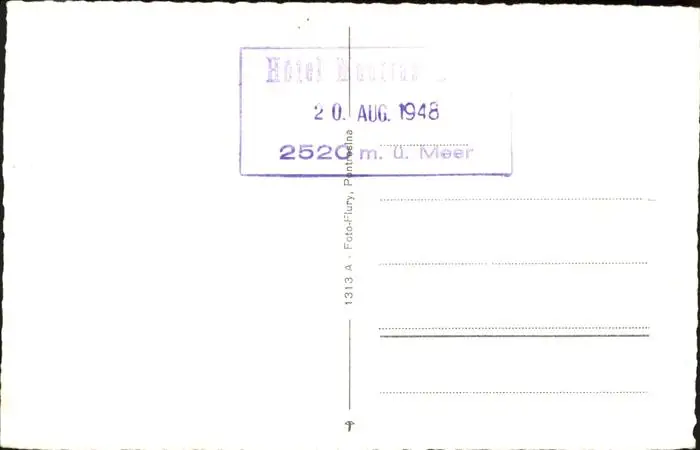 Hôtel
20. AUG. 1948
2520 m. ü. Meer
1313 A - Foto-Flury, Pontresina